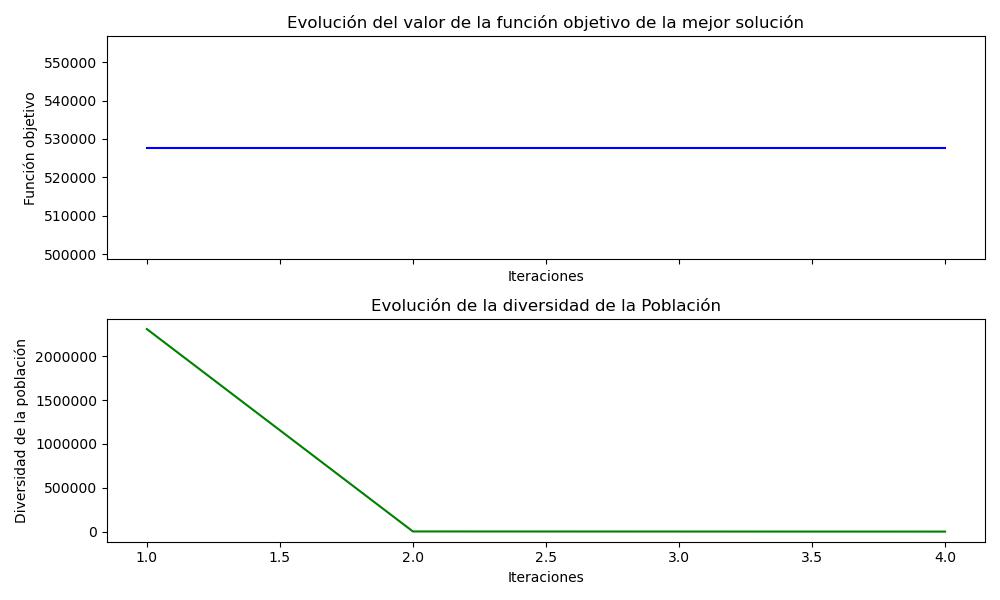 Evolución del valor de la función objetivo de la mejor solución
550000
540000
530000
520000
510000
500000
Función objetivo
Iteraciones
Evolución de la diversidad de la Población
2000000
1500000
1000000
500000
0
Diversidad de la población
1.0 1.5 2.0 2.5 3.0 3.5 4.0
Iteraciones